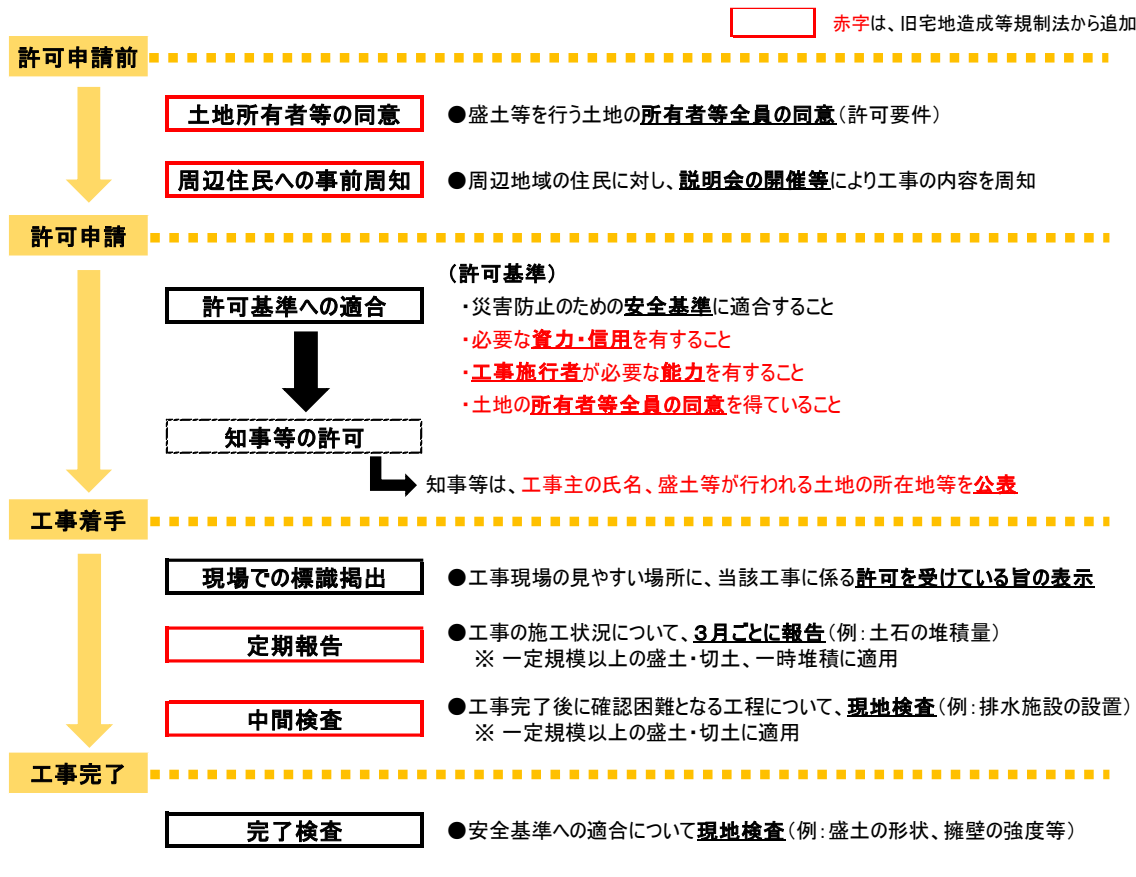 赤字は、旧宅地造成等規制法から追加
許可申請前
土地所有者等の同意
●盛土等を行う土地の所有者等全員の同意(許可要件)
周辺住民への事前周知
●周辺地域の住民に対し、説明会の開催等により工事の内容を周知
許可申請
(許可基準)
許可基準への適合
・災害防止のための安全基準に適合すること
・必要な資力・信用を有すること
・工事施行者が必要な能力を有すること
・土地の所有者等全員の同意を得ていること
知事等の許可
知事等は、工事主の氏名、盛土等が行われる土地の所在地等を公表
工事着手
現場での標識掲出
●工事現場の見やすい場所に、当該工事に係る許可を受けている旨の表示
定期報告
●工事の施工状況について、3月ごとに報告(例:土石の堆積量)
※ 一定規模以上の盛土・切土、一時堆積に適用
中間検査
●工事完了後に確認困難となる工程について、現地検査(例:排水施設の設置)
※ 一定規模以上の盛土・切土に適用
工事完了
完了検査
●安全基準への適合について現地検査(例:盛土の形状、擁壁の強度等)